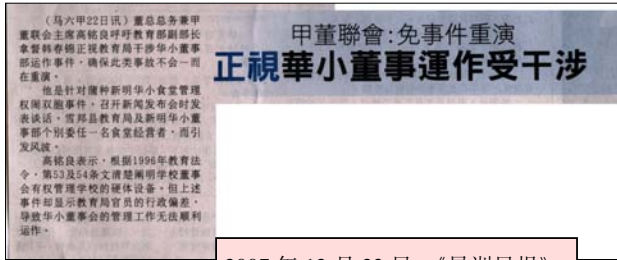 甲董聯會:免事件重演
正視華小董事運作受干涉
（马六甲22日讯）董总总务兼甲
董联会主席高铭良呼吁教育部副部长
拿督韩春锦正视教育局干涉华小董事
部运作事件，确保此类事故不会一而
在重演。
他是针对蒲种新明华小食堂管理
权闹双胞事件，召开新闻发布会时发
表谈话。雪邦县教育局及新明华小董
事部个别委任一名食堂经营者，而引
发风波。
高铭良表示，根据1996年教育法
令，第53及54条文清楚阐明学校董事
会有权管理学校的硬体设备。但上述
事件却显示教育局官员的行政偏差，
导致华小董事会的管理工作无法顺利
运作。